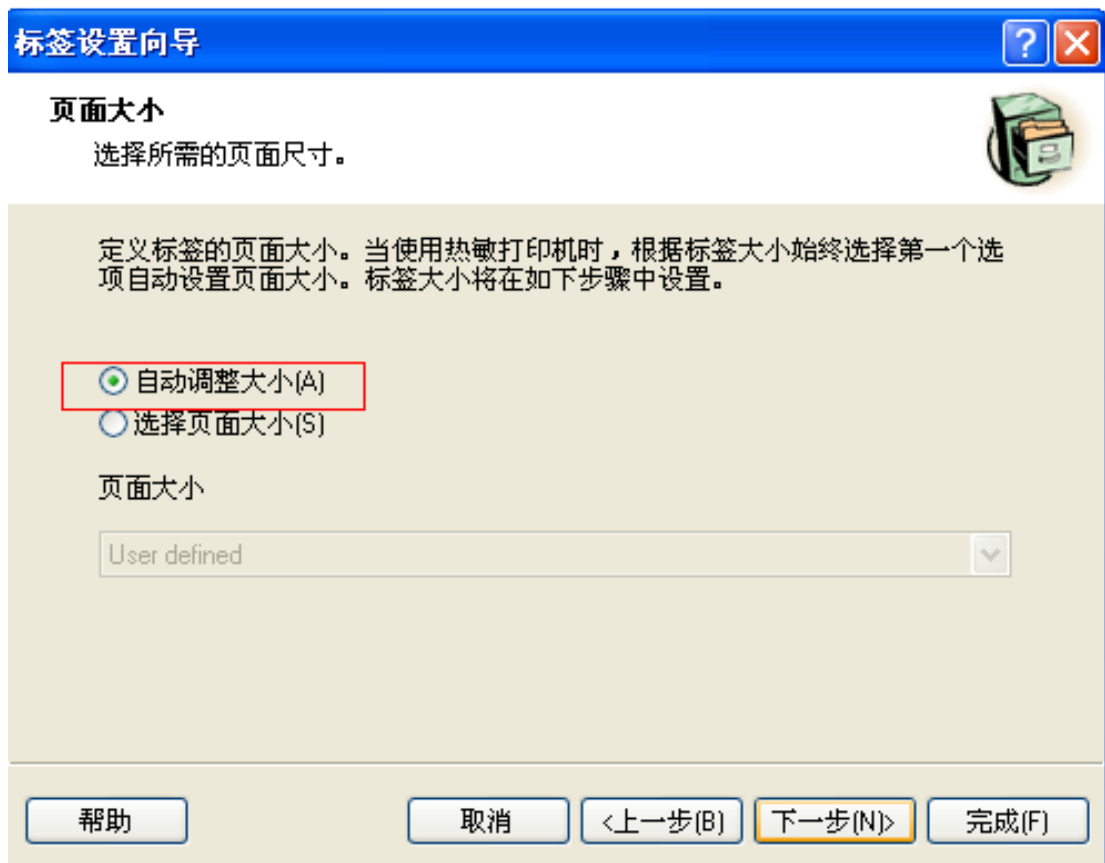 标签设置向导
页面大小
选择所需的页面尺寸。
定义标签的页面大小。当使用热敏打印机时，根据标签大小始终选择第一个选
项自动设置页面大小。标签大小将在如下步骤中设置。
自动调整大小(A)
选择页面大小(S)
页面大小
User defined
帮助 取消 <上一步(B) 下一步(N)> 完成(F)